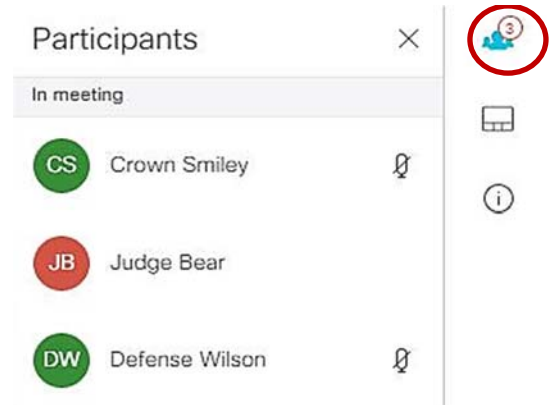 Participants
3
In meeting
CS Crown Smiley
JB Judge Bear
DW Defense Wilson